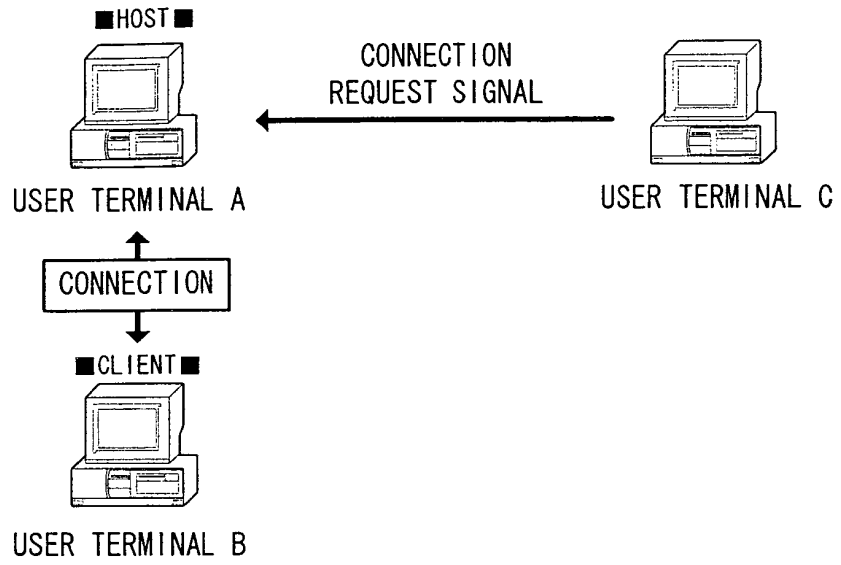 ■HOST■
CONNECTION
REQUEST SIGNAL
USER TERMINAL A
USER TERMINAL C
CONNECTION
■CLIENT■
USER TERMINAL B